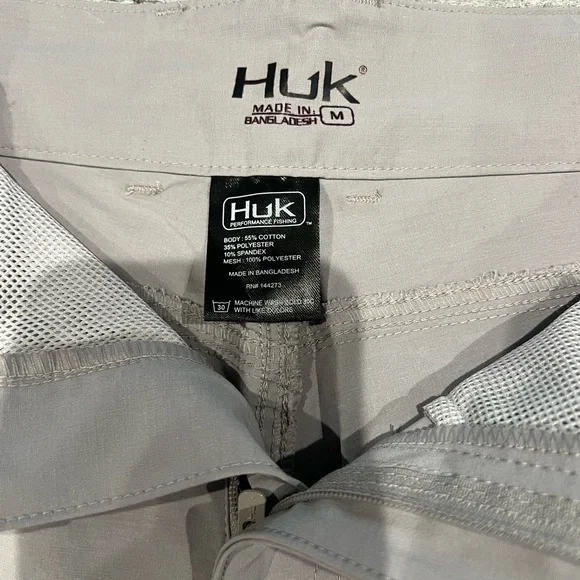 HUK®
MADE IN:
BANGLADESH M
HUK
PERFORMANCE FISHING ™
BODY : 55% COTTON
35% POLYESTER
10% SPANDEX
MESH : 100% POLYESTER
MADE IN BANGLADESH
RN# 144273
30 MACHINE WASH COLD 30C
WITH LIKE COLORS